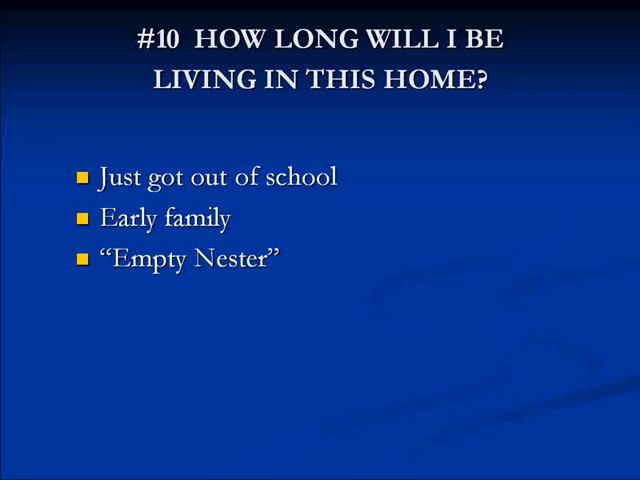 #10 HOW LONG WILL I BE
LIVING IN THIS HOME?
Just got out of school
Early family
“Empty Nester”